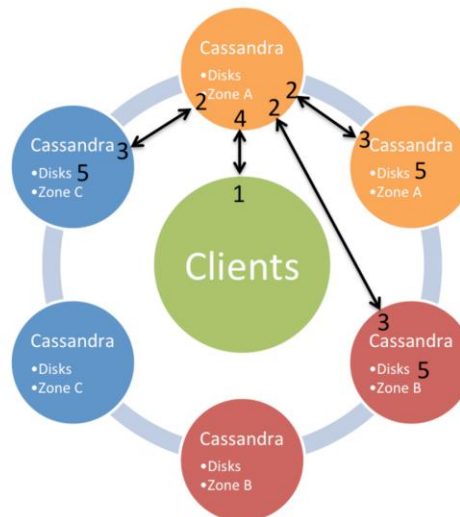 Cassandra
•Disks
•Zone A
2
2
2
4
Cassandra
•Disks 5
•Zone C
3
3
Cassandra
•Disks 5
•Zone A
1
Clients
3
Cassandra
•Disks
•Zone C
Cassandra
•Disks 5
•Zone B
Cassandra
•Disks
•Zone B